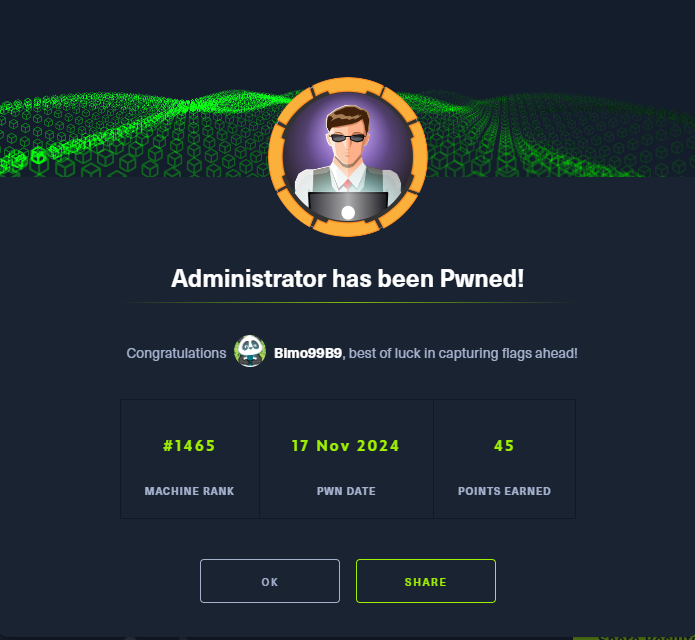 Administrator has been Pwned!
Congratulations Blmo99B9, best of luck in capturing flags ahead!
#1465 17 Nov 2024 45
MACHINE RANK PWN DATE POINTS EARNED
OK SHARE